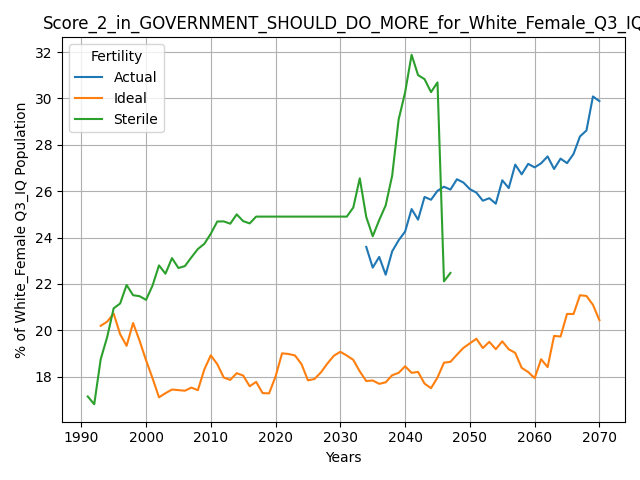 Score_2_in_GOVERNMENT_SHOULD_DO_MORE_for_White_Female_Q3_IQ
Fertility
Actual
Ideal
Sterile
% of White_Female Q3_IQ Population
32
30
28
26
24
22
20
18
1990 2000 2010 2020 2030 2040 2050 2060 2070
Years